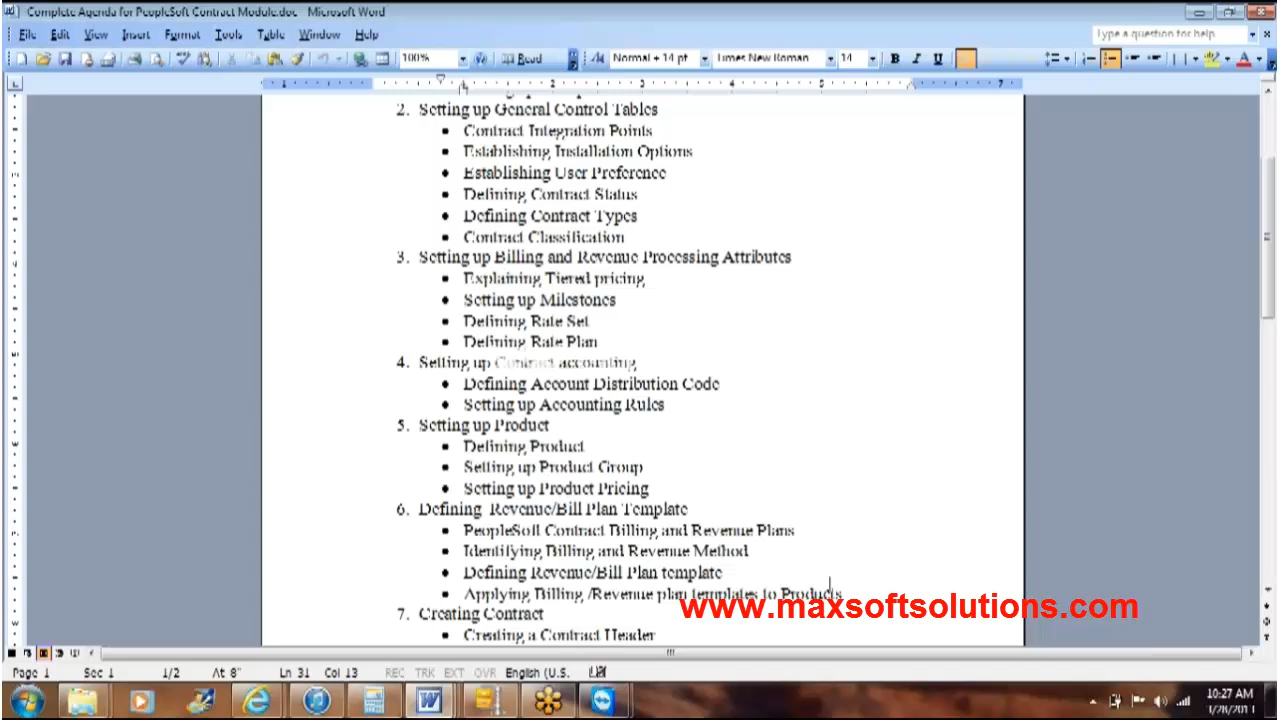 Complete Agenda for PeopleSoft Contract Module.doc - Microsoft Word
File Edit View Insert Format Tools Table Window Help
Type a question for help
100% Read Normal + 14 pt Times New Roman 14 B I U A
1 2 5 7
2. Setting up General Control Tables
• Contract Integration Points
• Establishing Installation Options
• Establishing User Preference
• Defining Contract Status
• Defining Contract Types
• Contract Classification
3. Setting up Billing and Revenue Processing Attributes
• Explaining Tiered pricing
• Setting up Milestones
• Defining Rate Set
• Defining Rate Plan
4. Setting up Contract accounting
• Defining Account Distribution Code
• Setting up Accounting Rules
5. Setting up Product
• Defining Product
• Setting up Product Group
• Setting up Product Pricing
6. Defining Revenue/Bill Plan Template
• PeopleSoft Contract Billing and Revenue Plans
• Identifying Billing and Revenue Method
• Defining Revenue/Bill Plan template
• Applying Billing /Revenue plan templates to Products
www.maxsoftsolutions.com
7. Creating Contract
• Creating a Contract Header
Page 1 Sec 1 1/2 At 8" Ln 31 Col 13 REC TRK EXT OVR English (U.S.
10:27 AM